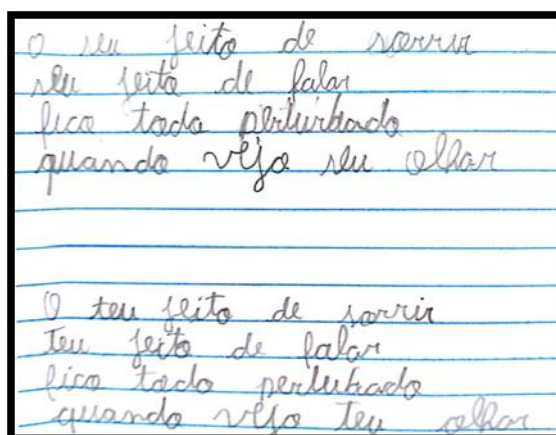 O seu jeito de sorrir
seu jeito de falar
fico todo perturbado
quando vejo seu olhar
O teu jeito de sorrir
teu jeito de falar
fico todo pertubado
quando vejo teu olhar